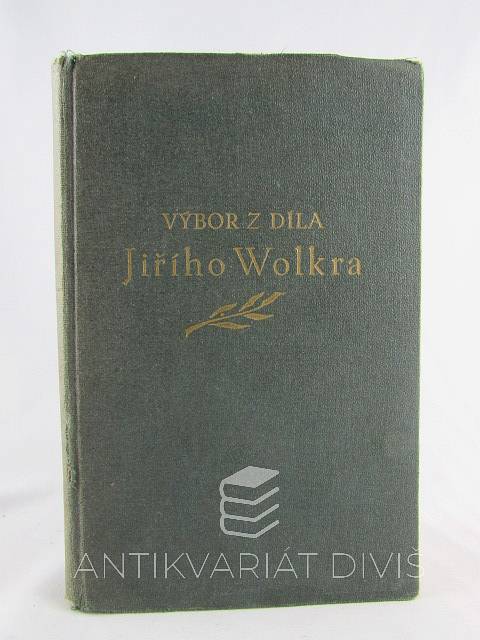 VÝBOR Z DÍLA
Jiřího Wolkra
ANTIKVARIÁT DIVIŠ